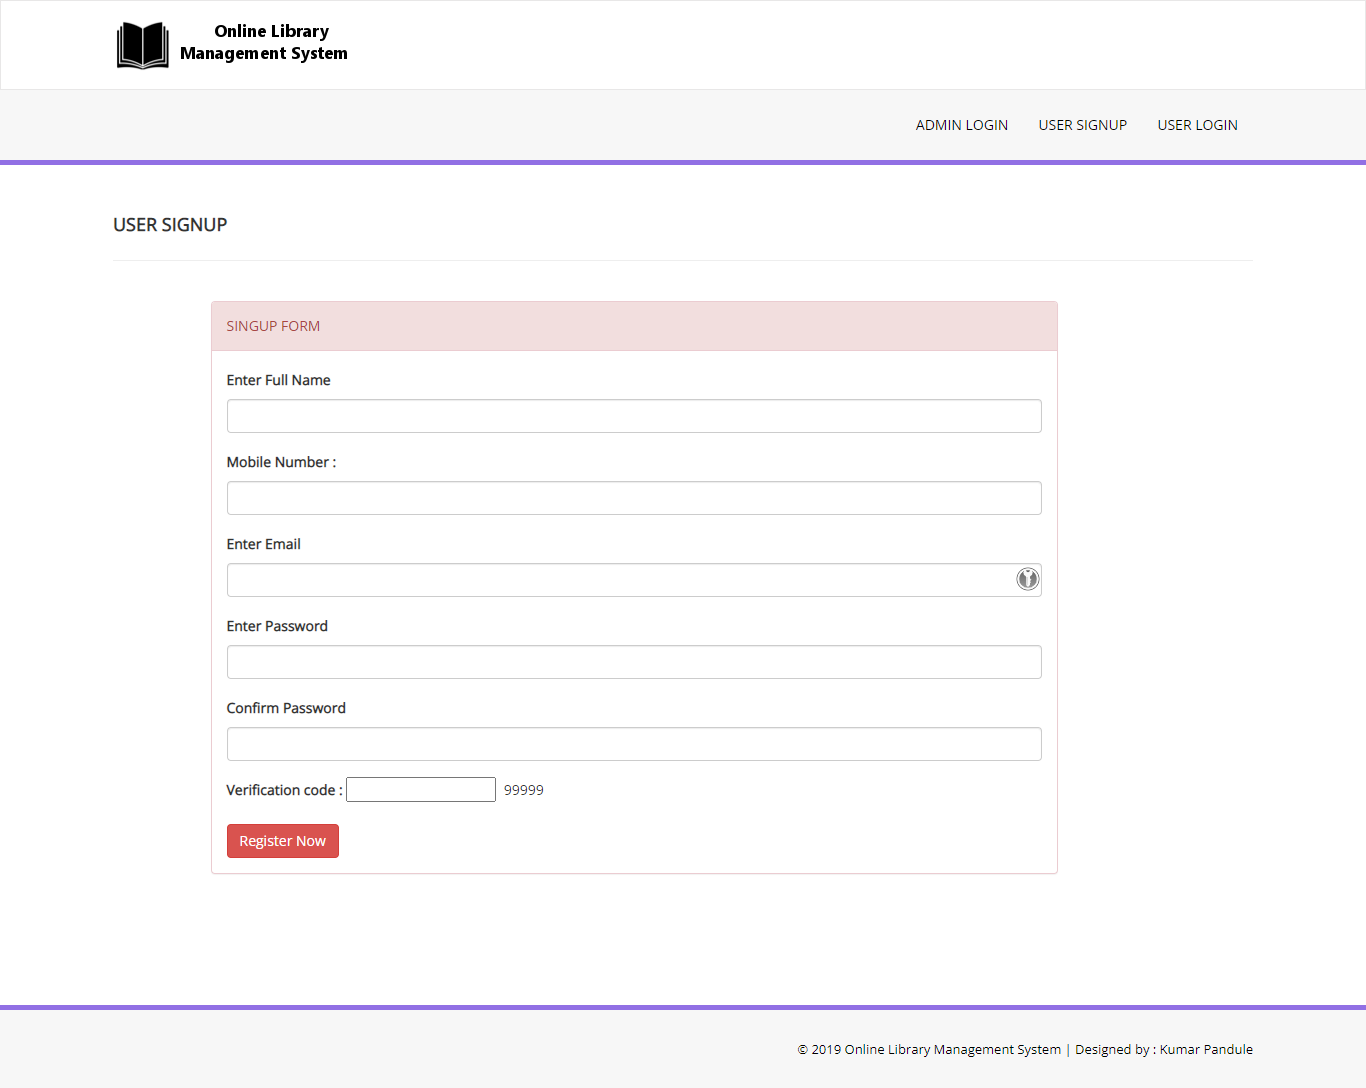 Online Library
Management System
ADMIN LOGIN USER SIGNUP USER LOGIN
USER SIGNUP
SINGUP FORM
Enter Full Name
Mobile Number :
Enter Email
Enter Password
Confirm Password
Verification code : 99999
Register Now
© 2019 Online Library Management System | Designed by : Kumar Pandule